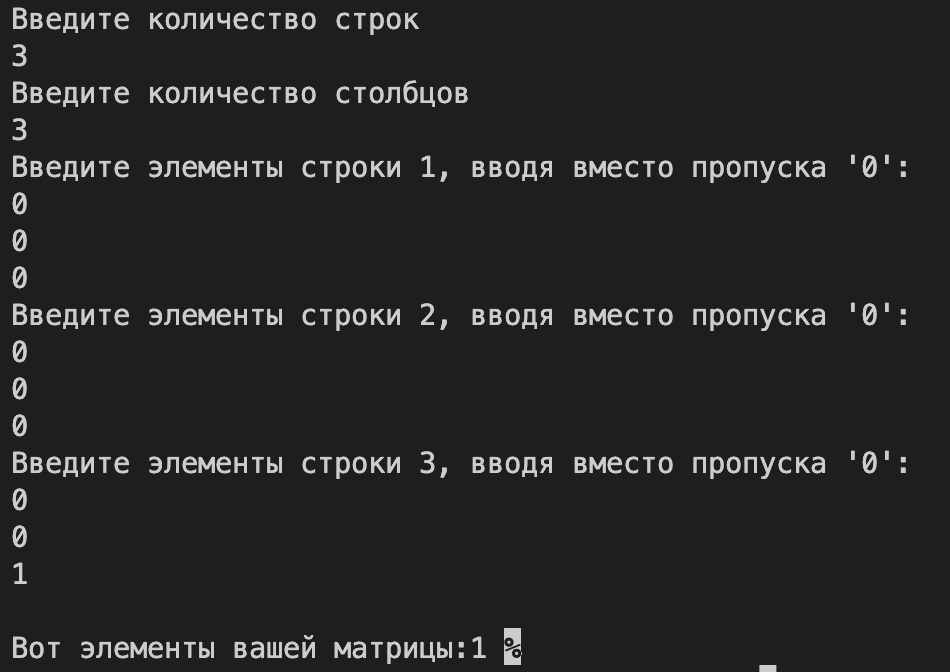 Введите количество строк
3
Введите количество столбцов
3
Введите элементы строки 1, вводя вместо пропуска '0':
0
0
0
Введите элементы строки 2, вводя вместо пропуска '0':
0
0
0
Введите элементы строки 3, вводя вместо пропуска '0':
0
0
1
Вот элементы вашей матрицы:1 %